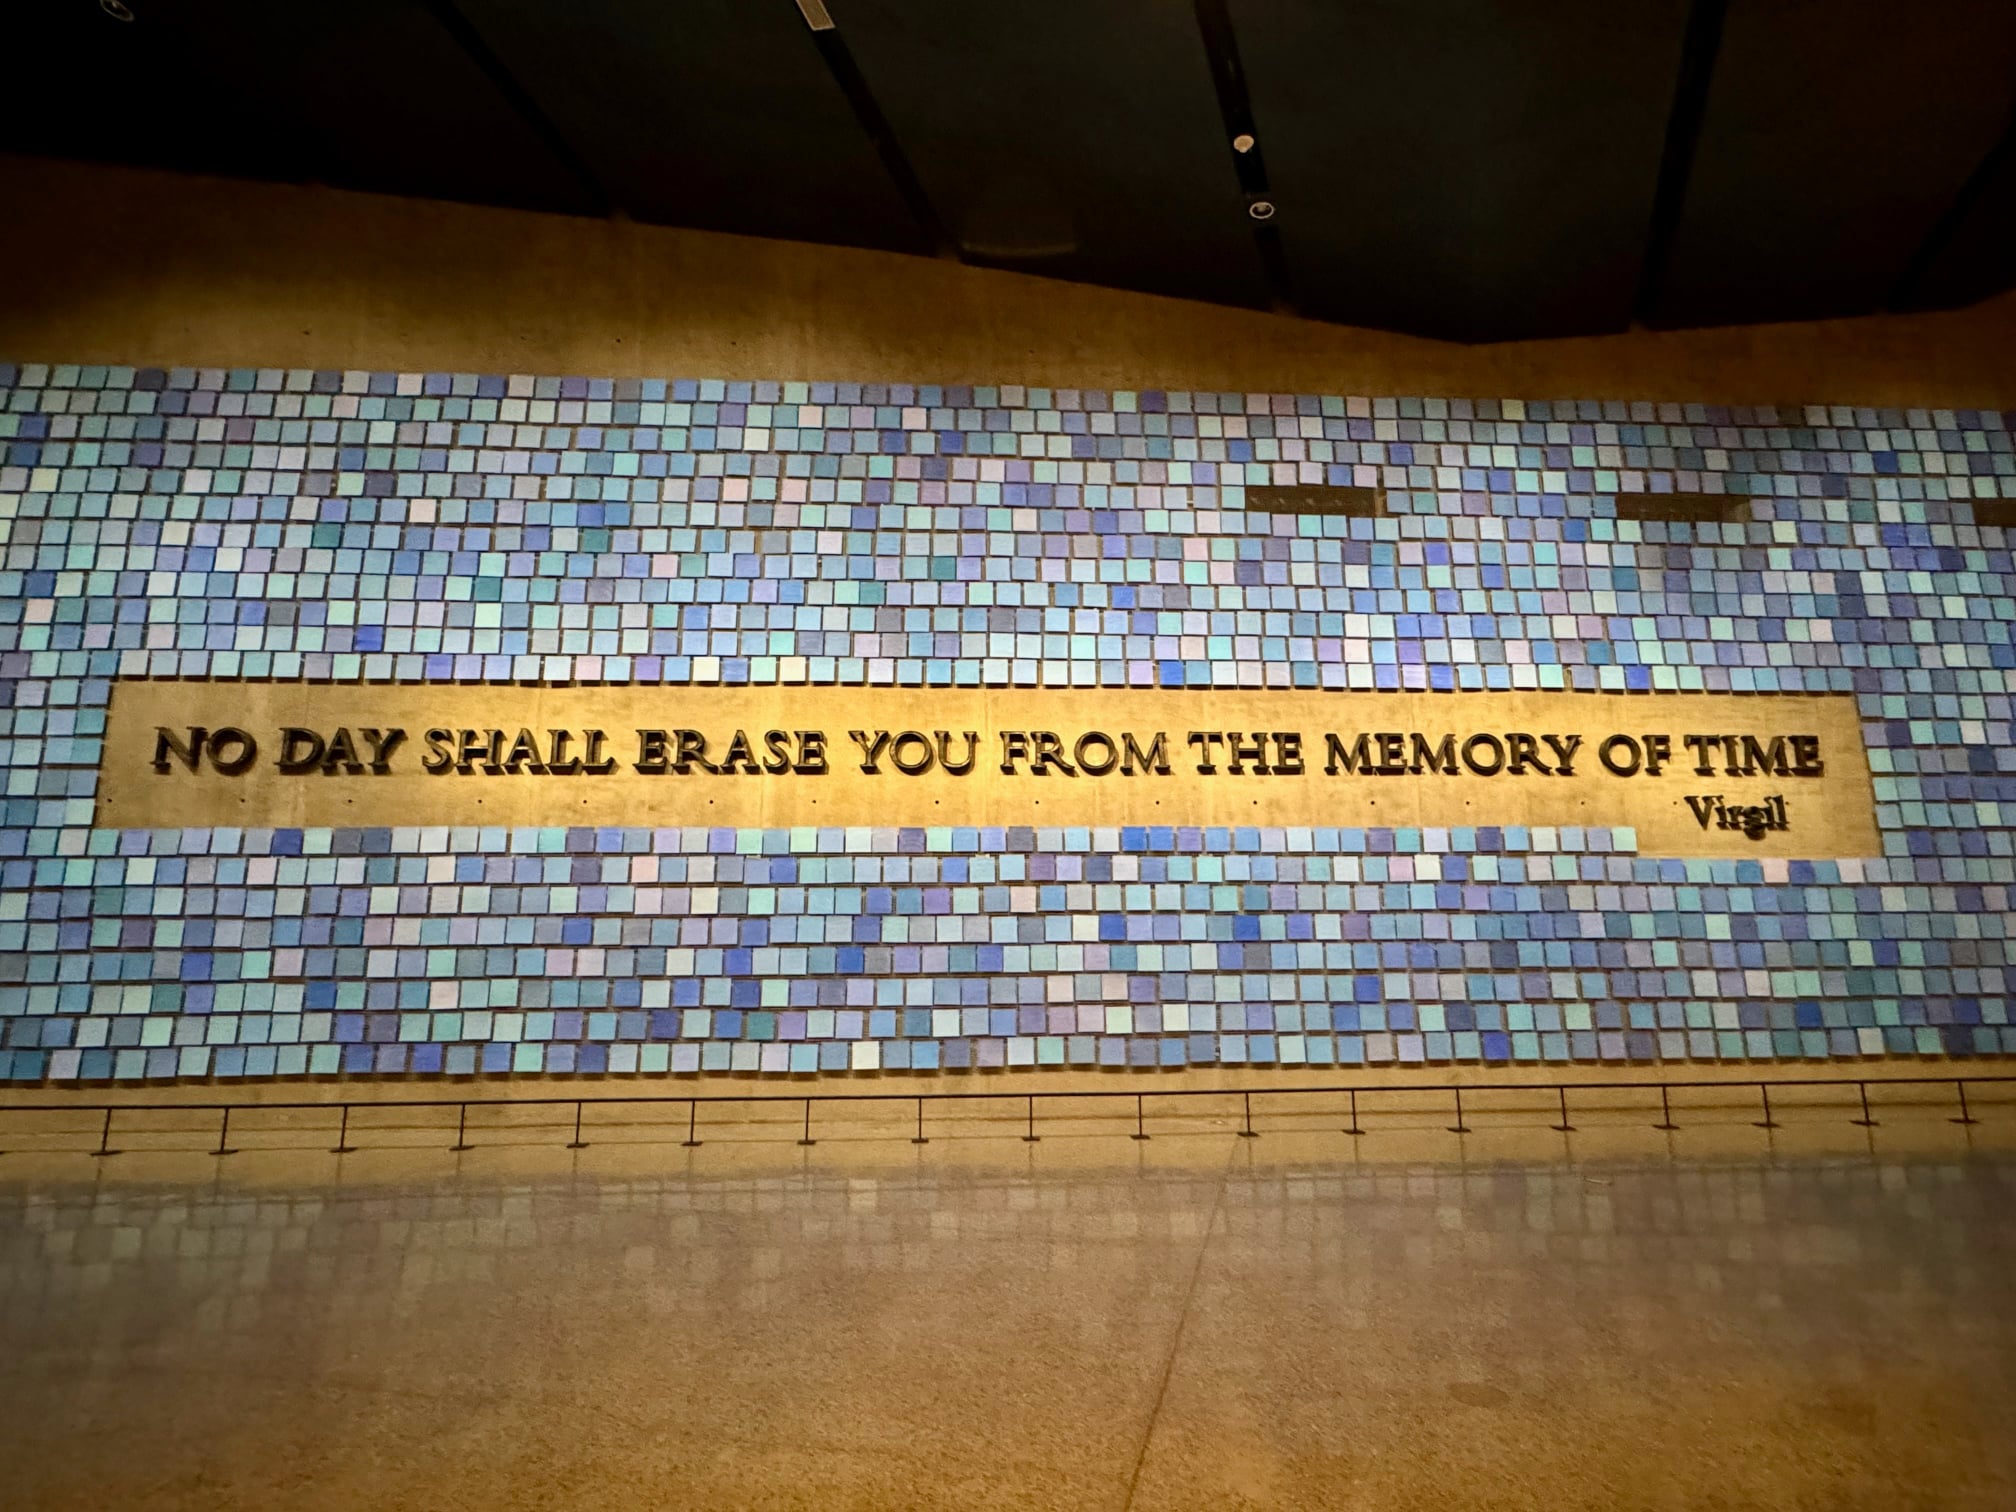 NO DAY SHALL ERASE YOU FROM THE MEMORY OF TIME
Virgil